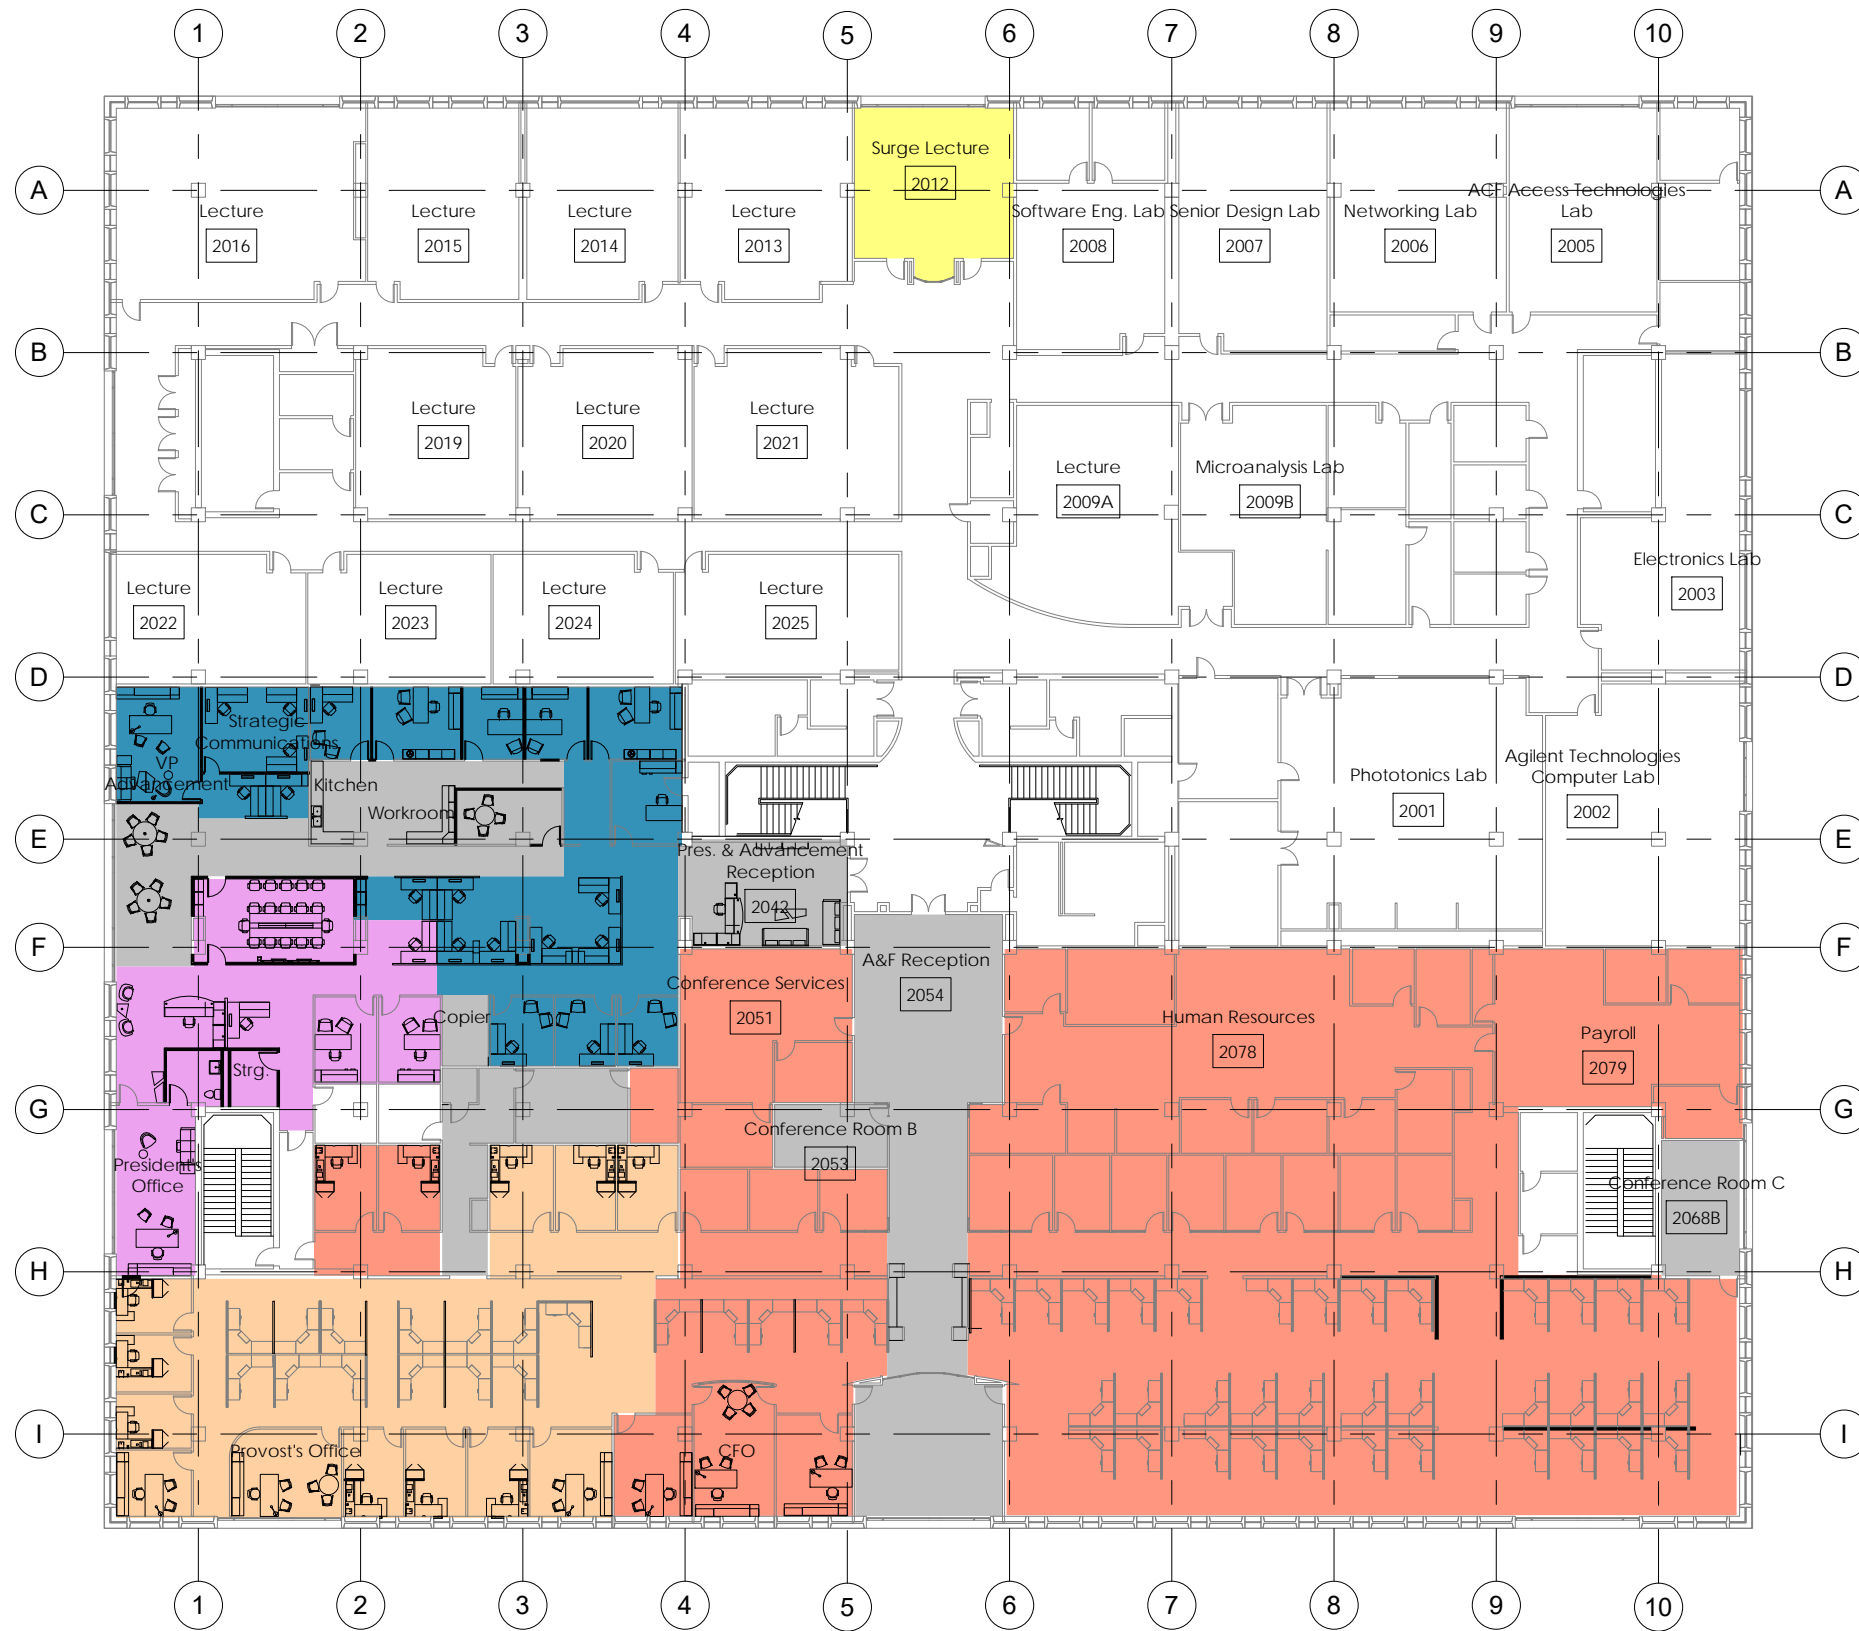 1 2 3 4 5 6 7 8 9 10
Surge Lecture
2012
A A
ACF Access Technologies
Lab
2005
Lecture
2016
Lecture
2015
Lecture
2014
Lecture
2013
Software Eng. Lab
2008
Senior Design Lab
2007
Networking Lab
2006
B B
Lecture
2019
Lecture
2020
Lecture
2021
Lecture
2009A
Microanalysis Lab
2009B
C C
Electronics Lab
2003
Lecture
2022
Lecture
2023
Lecture
2024
Lecture
2025
D D
Strategic
Communications
VP
Advancement
Kitchen
Workroom
Phototonics Lab
2001
Agilent Technologies
Computer Lab
2002
E E
Pres. & Advancement
Reception
2042
F F
A&F Reception
2054
Conference Services
2051
Copier
Human Resources
2078
Payroll
2079
Strg.
G G
Conference Room B
2053
President's
Office
Conference Room C
2068B
H H
I I
Provost's Office
CFO
1 2 3 4 5 6 7 8 9 10